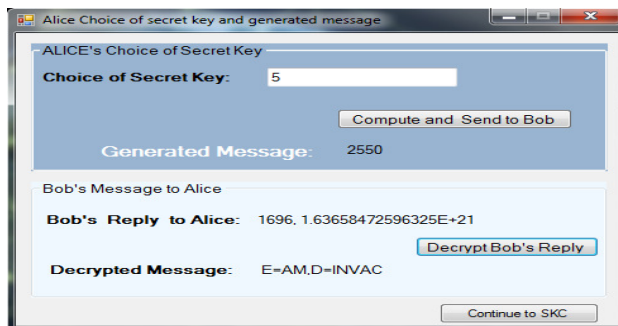 Alice Choice of secret key and generated message
ALICE's Choice of Secret Key
Choice of Secret Key: 5
Compute and Send to Bob
Generated Message: 2550
Bob's Message to Alice
Bob's Reply to Alice: 1696, 1.63658472596325E+21
Decrypt Bob's Reply
Decrypted Message: E=AM,D=INVAC
Continue to SKC